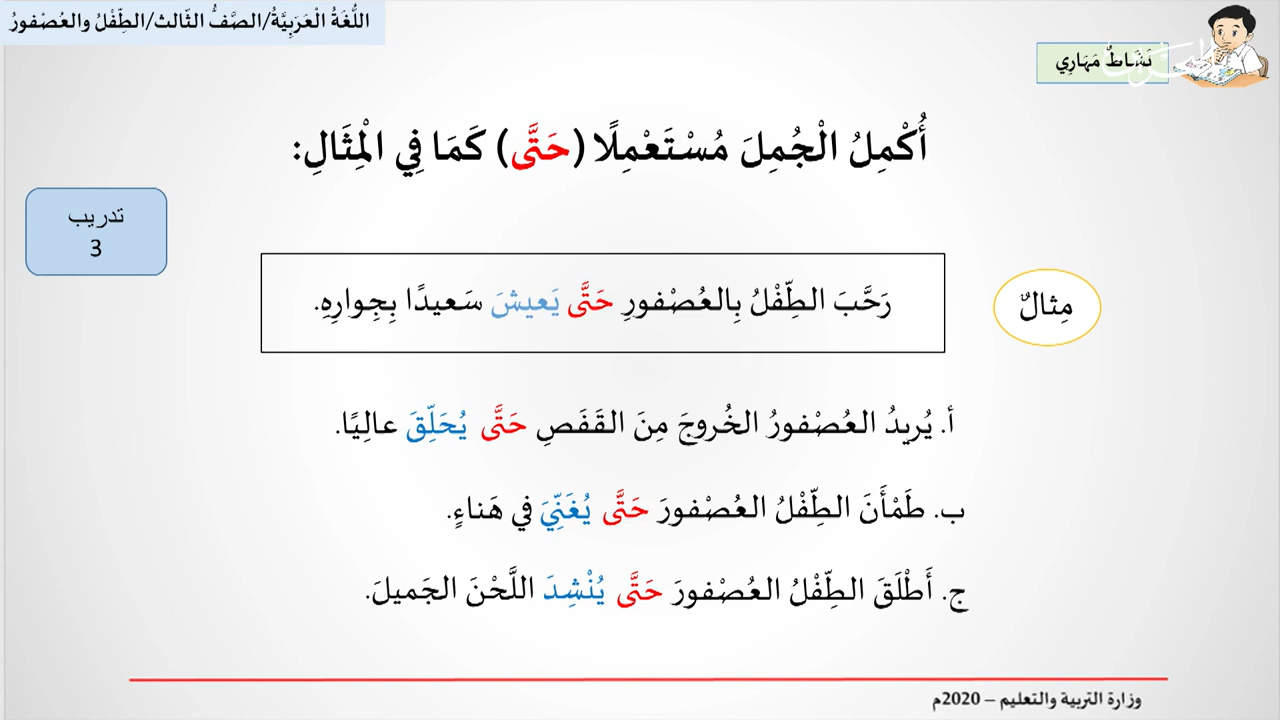 اللُّغَةُ الْعَرَبِيَّةُ/الصَّفُّ الثّالث/الطِّفْلُ والعُصْفورُ
نَشَاطٌ مَهَارِي
أُكْمِلُ الْجُمِلَ مُسْتَعْمِلًا (حَتَّى) كَمَا فِي الْمِثَالِ:
تدريب
3
مِثالٌ
رَحَّبَ الطِّفْلُ بِالعُصْفورِ حَتَّى يَعيشَ سَعيدًا بِجِوارِهِ.
أ. يُريدُ العُصْفورُ الخُروجَ مِنَ القَفَصِ حَتَّى يُحَلِّقَ عالِيًا.
ب. طَمْأَنَ الطِّفْلُ العُصْفورَ حَتَّى يُغَنِّيَ في هَناءٍ.
ج. أَطْلَقَ الطِّفْلُ العُصْفورَ حَتَّى يُنْشِدَ اللَّحْنَ الجَميلَ.
وزارة التربية والتعليم – 2020م